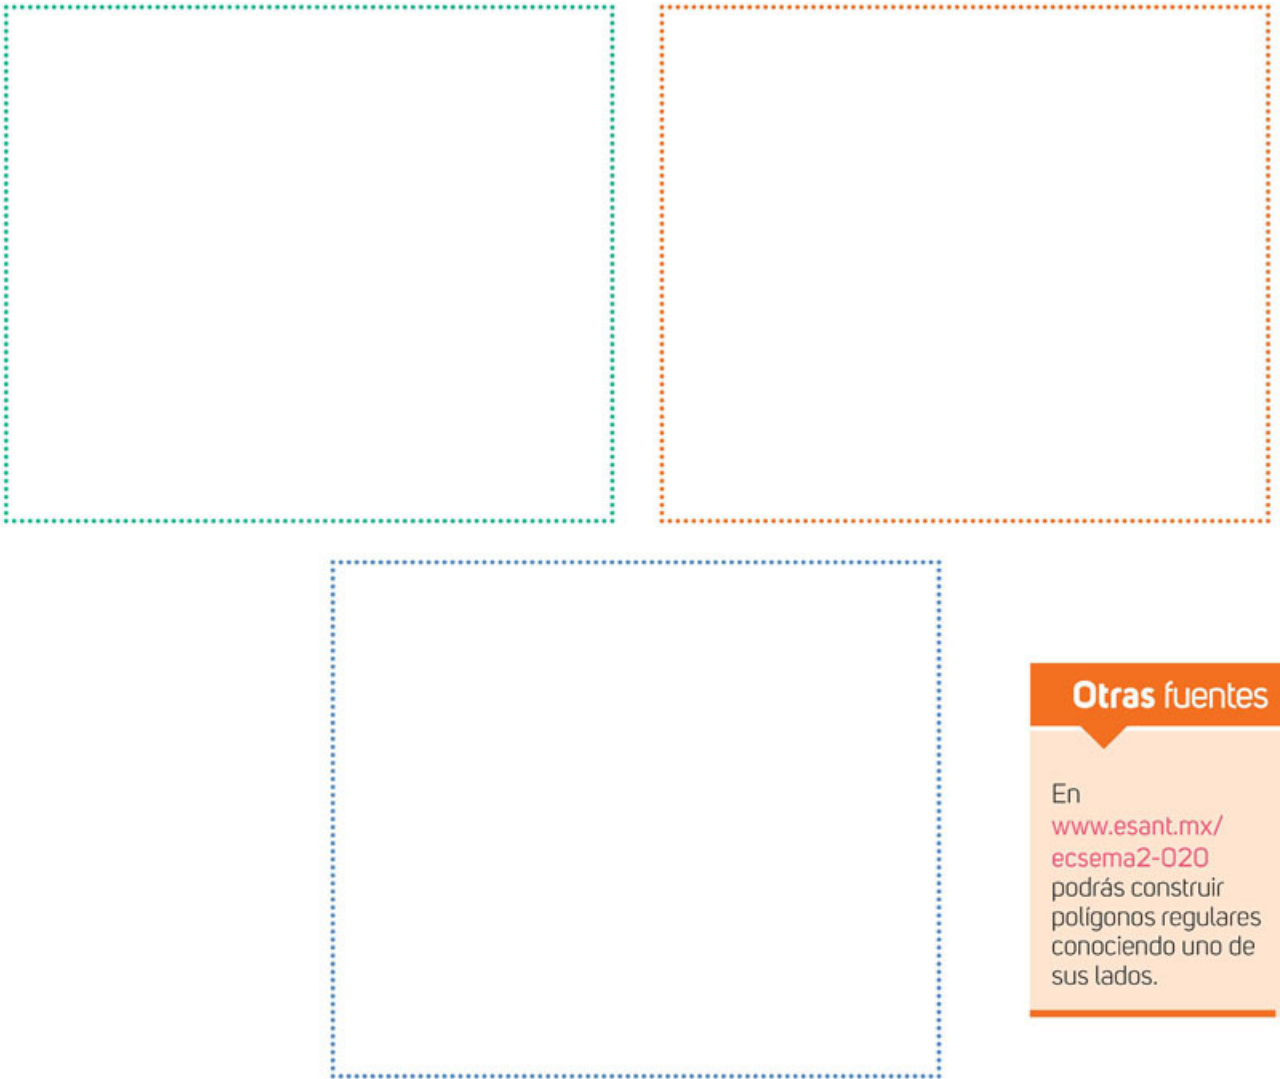 Otras fuentes
En
www.esant.mx/
ecsema2-020
podrás construir
polígonos regulares
conociendo uno de
sus lados.